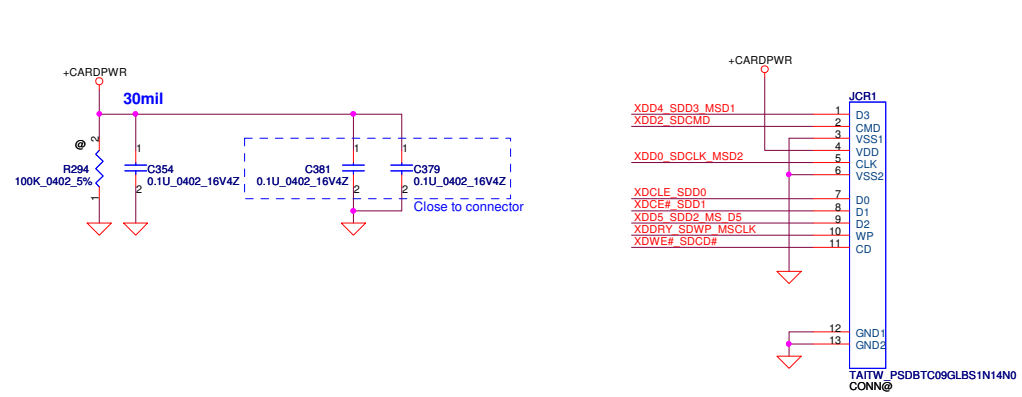 +CARDPWR
30mil
@
2
R294
100K_0402_5%
1
1
C354
0.1U_0402_16V4Z
2
1
C381
0.1U_0402_16V4Z
2
1
C379
0.1U_0402_16V4Z
2
Close to connector
+CARDPWR
JCR1
XDD4_SDD3_MSD1 1 D3
XDD2_SDCMD 2 CMD
3 VSS1
4 VDD
XDD0_SDCLK_MSD2 5 CLK
6 VSS2
XDCLE_SDD0 7 D0
XDCE#_SDD1 8 D1
XDD5_SDD2_MS_D5 9 D2
XDDRY_SDWP_MSCLK 10 WP
XDWE#_SDCD# 11 CD
12 GND1
13 GND2
TAITW_PSDBTC09GLBS1N14N0
CONN@